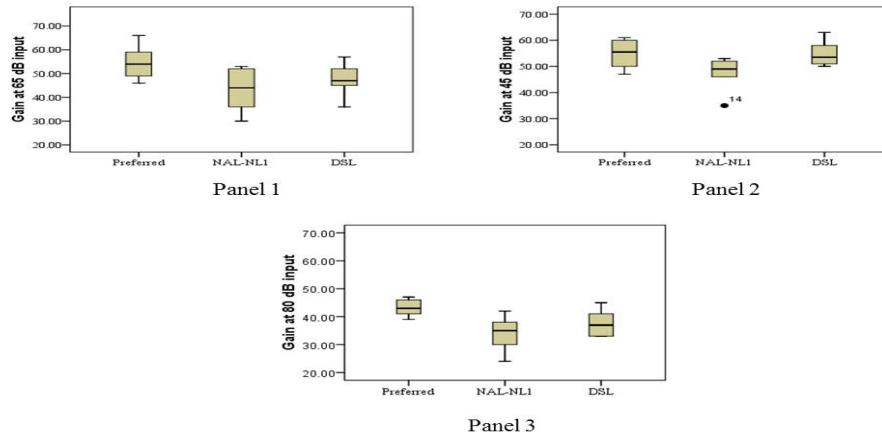 Gain at 65 dB input
70.00
60.00
50.00
40.00
30.00
20.00
Preferred NAL-NL1 DSL
Panel 1
Gain at 45 dB input
70.00
60.00
50.00
40.00
30.00
20.00
14
Preferred NAL-NL1 DSL
Panel 2
Gain at 80 dB input
70.00
60.00
50.00
40.00
30.00
20.00
Preferred NAL-NL1 DSL
Panel 3